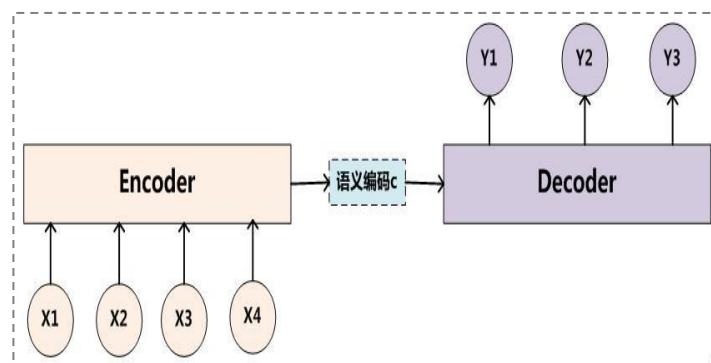 Y1 Y2 Y3
Encoder 语义编码c Decoder
X1 X2 X3 X4